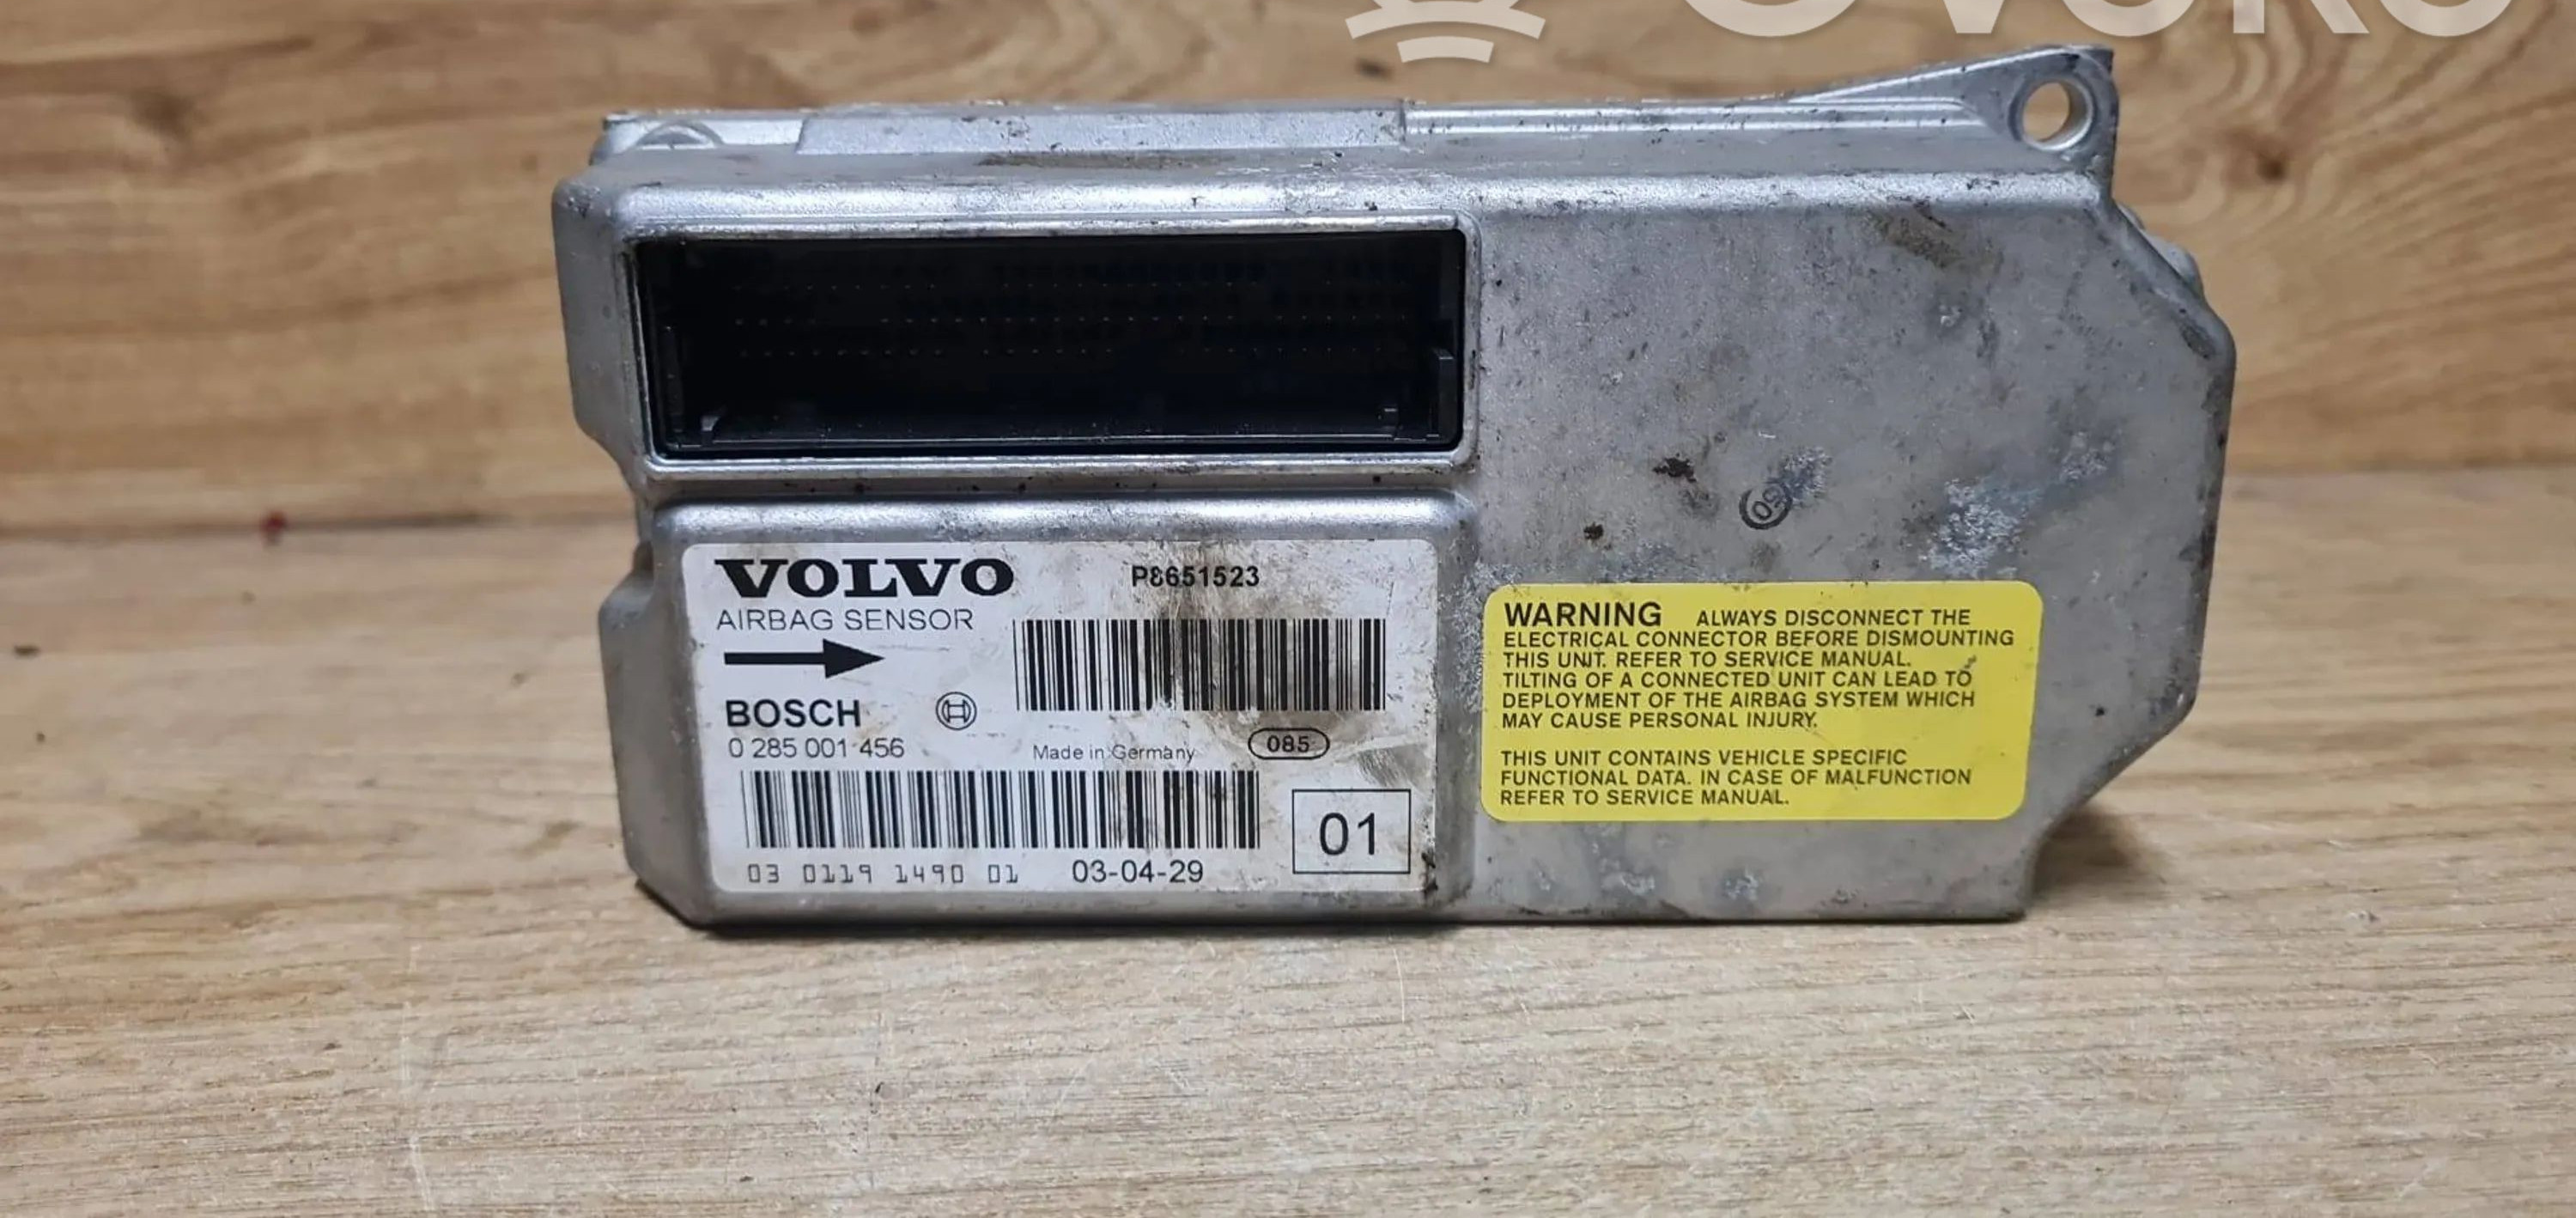 VOLVO
P8651523
AIRBAG SENSOR
BOSCH
0 285 001 456
Made in Germany
085
03 0119 1490 01
03-04-29
01
WARNING ALWAYS DISCONNECT THE
ELECTRICAL CONNECTOR BEFORE DISMOUNTING
THIS UNIT. REFER TO SERVICE MANUAL.
TILTING OF A CONNECTED UNIT CAN LEAD TO
DEPLOYMENT OF THE AIRBAG SYSTEM WHICH
MAY CAUSE PERSONAL INJURY.
THIS UNIT CONTAINS VEHICLE SPECIFIC
FUNCTIONAL DATA. IN CASE OF MALFUNCTION
REFER TO SERVICE MANUAL.